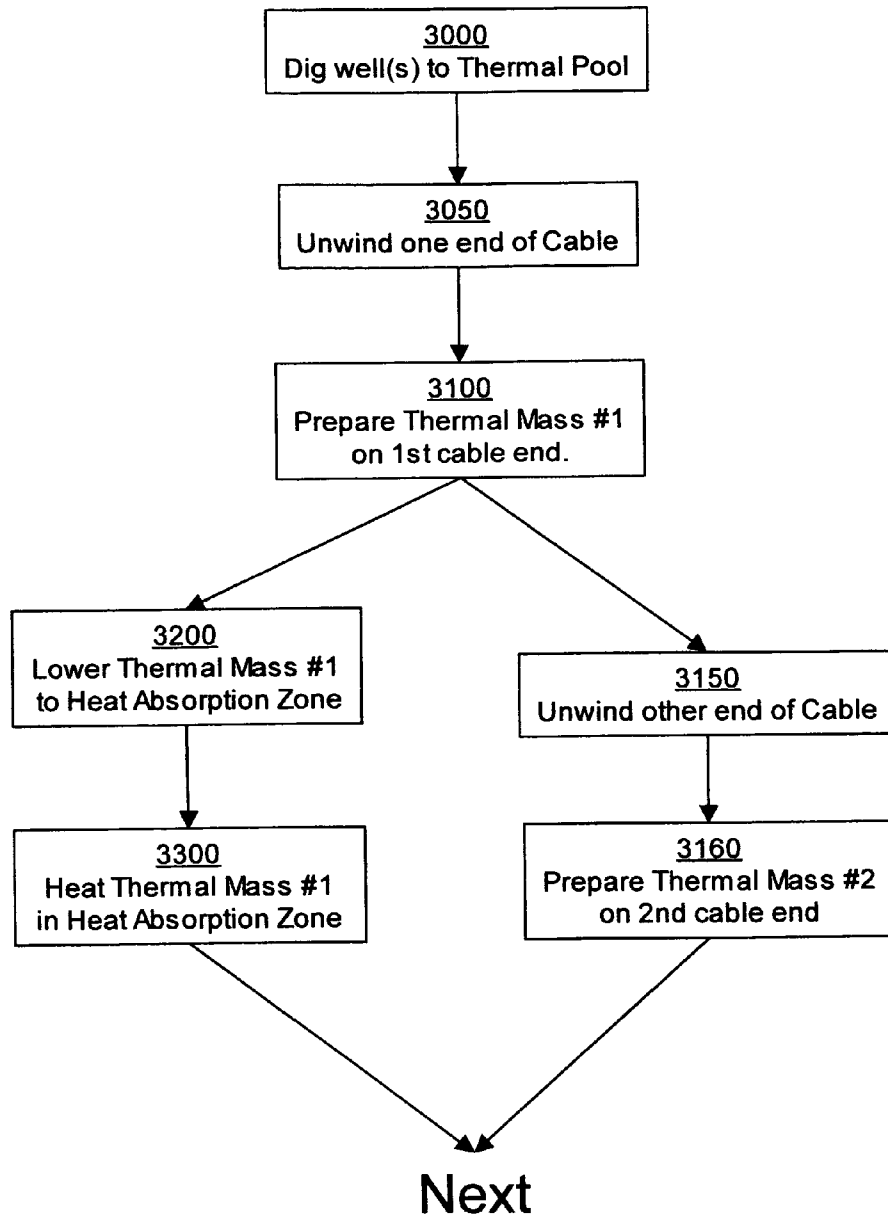 3000
Dig well(s) to Thermal Pool
3050
Unwind one end of Cable
3100
Prepare Thermal Mass #1
on 1st cable end.
3200
Lower Thermal Mass #1
to Heat Absorption Zone
3150
Unwind other end of Cable
3300
Heat Thermal Mass #1
in Heat Absorption Zone
3160
Prepare Thermal Mass #2
on 2nd cable end
Next